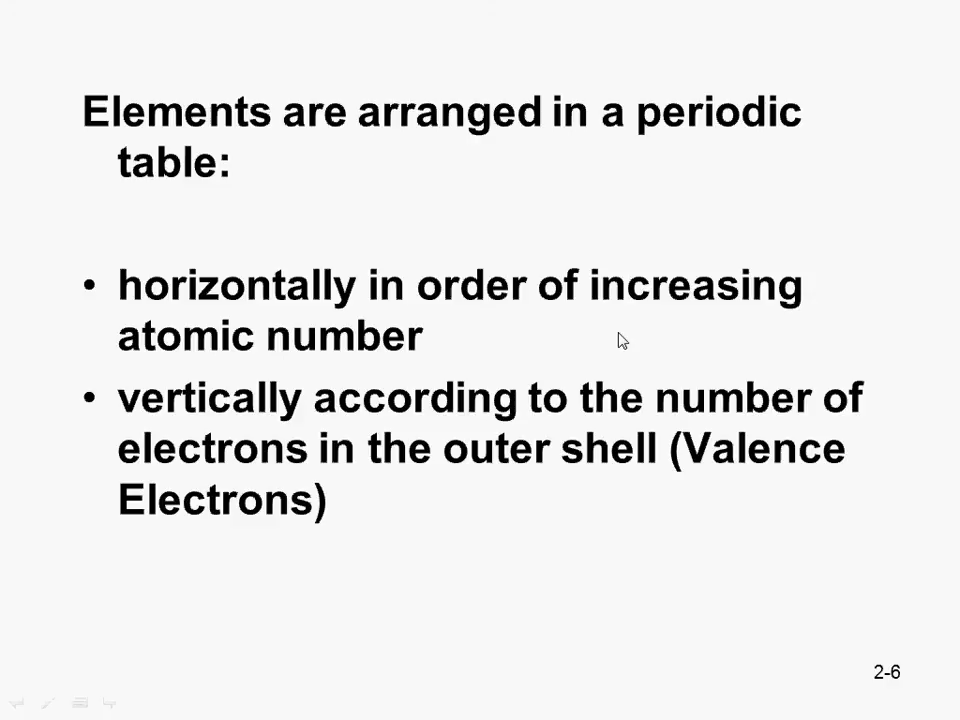 Elements are arranged in a periodic
table:
• horizontally in order of increasing
atomic number
• vertically according to the number of
electrons in the outer shell (Valence
Electrons)
2-6